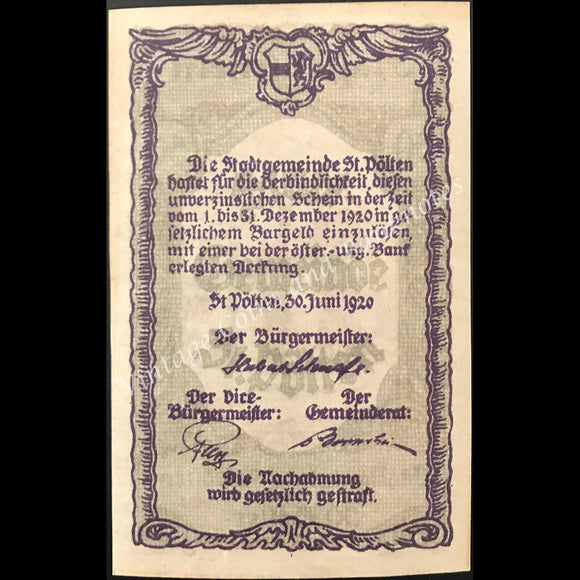 Die Stadtgemeinde St. Pölten
haftet für die Verbindlichkeit, diesen
unverzinslichen Schein in der Zeit
vom 1. bis 31. Dezember 1920 in ge-
setzlichem Bargeld einzulösen,
mit einer bei der öster.-ung. Bank
erlegten Deckung.
St Pölten, 30. Juni 1920
Der Bürgermeister:
Der Vice-
Bürgermeister:
Der
Gemeinderat:
Die Nachahmung
wird gesetzlich gestraft.